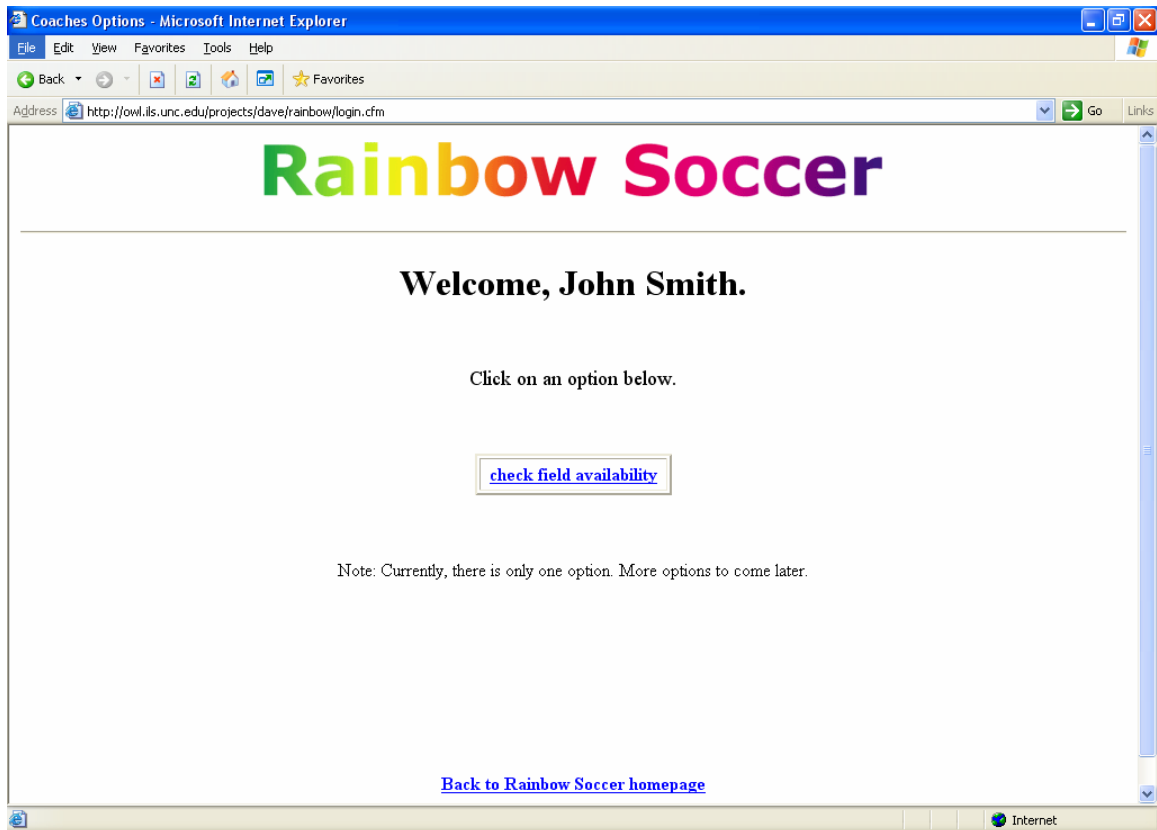 Coaches Options - Microsoft Internet Explorer
File Edit View Favorites Tools Help
Back Favorites
Address http://owl.ils.unc.edu/projects/dave/rainbow/login.cfm Go Links
Rainbow Soccer
Welcome, John Smith.
Click on an option below.
check field availability
Note: Currently, there is only one option. More options to come later.
Back to Rainbow Soccer homepage
Internet